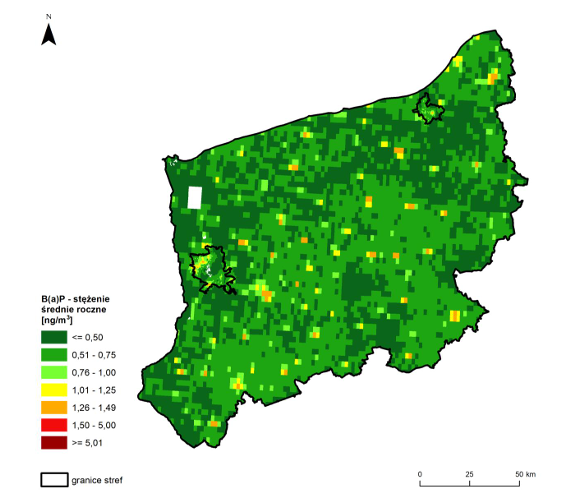 N
B(a)P - stężenie
średnie roczne
[ng/m³]
<= 0,50
0,51 - 0,75
0,76 - 1,00
1,01 - 1,25
1,26 - 1,49
1,50 - 5,00
>= 5,01
granice stref
0 25 50 km